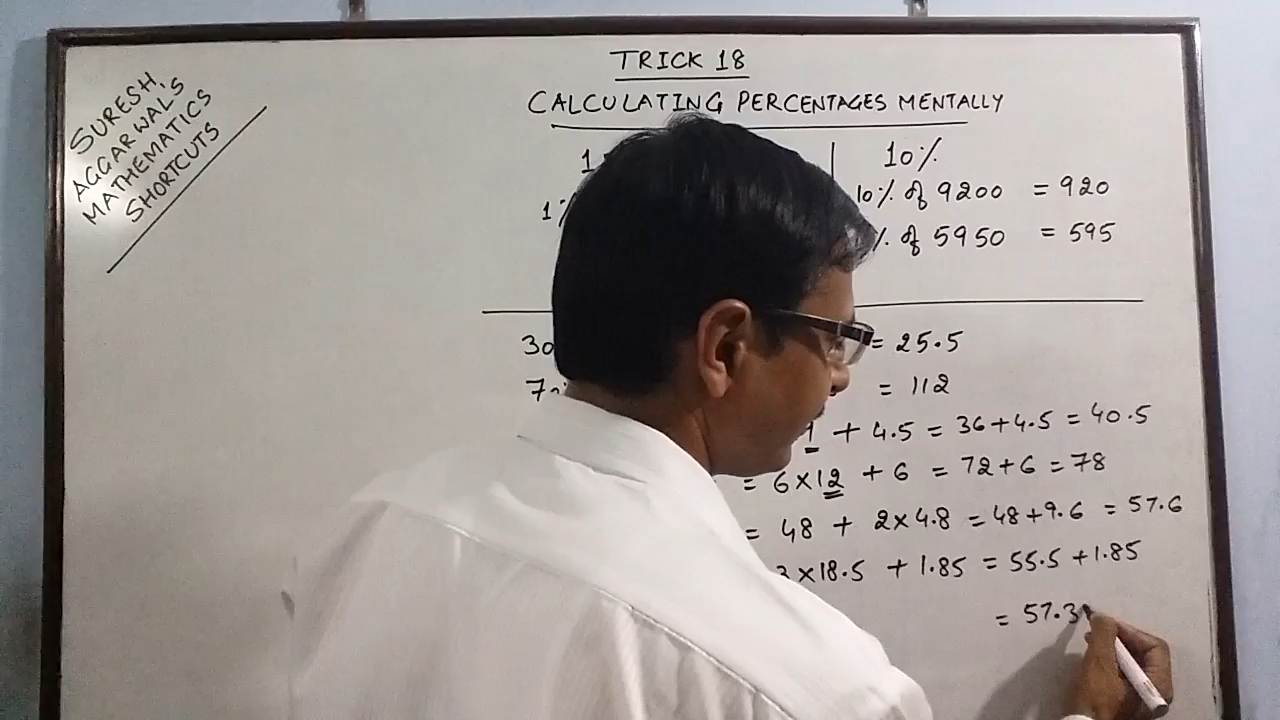 SURESH
AGGARWAL'S
MATHEMATICS
SHORTCUTS
TRICK 18
CALCULATING PERCENTAGES MENTALLY
1
10%
1%
10% of 9200 = 920
% of 5950 = 595
30 = 25.5
7 = 112
+ 4.5 = 36+4.5 = 40.5
= 6×12 + 6 = 72+6 = 78
= 48 + 2×4.8 = 48+9.6 = 57.6
3×18.5 + 1.85 = 55.5 +1.85
= 57.3